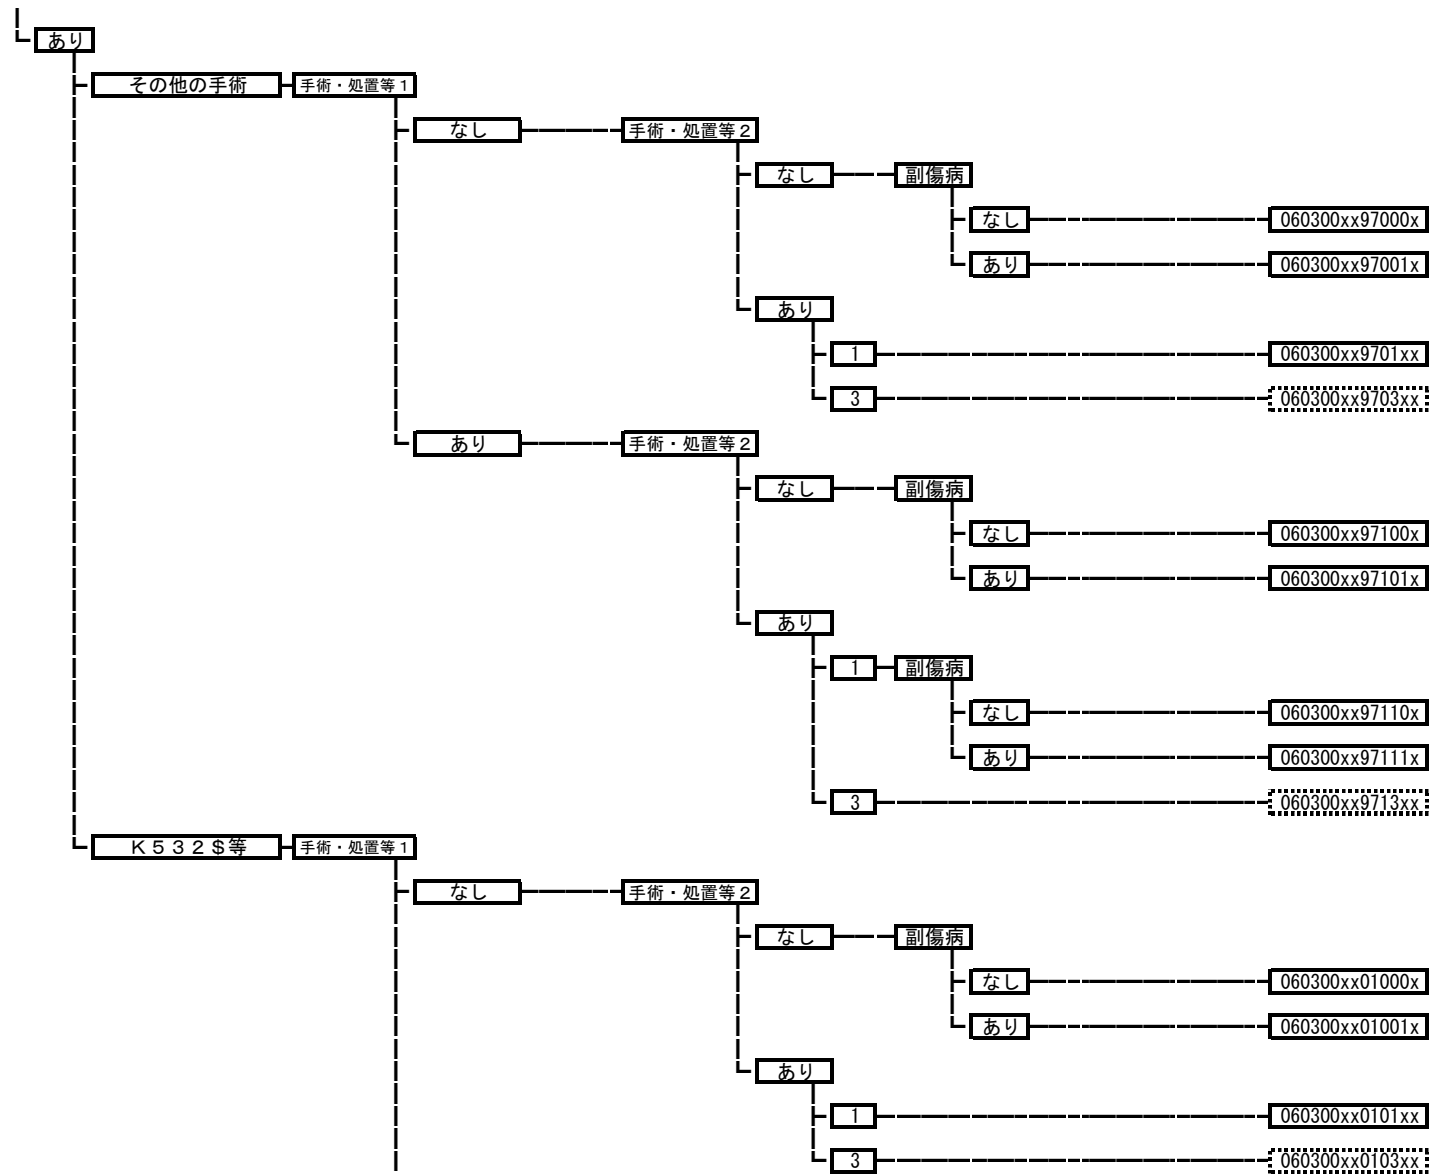 あり
その他の手術 手術・処置等1
なし 手術・処置等2
なし 副傷病
なし 060300xx97000x
あり 060300xx97001x
あり
1 060300xx9701xx
3 060300xx9703xx
あり 手術・処置等2
なし 副傷病
なし 060300xx97100x
あり 060300xx97101x
あり
1 副傷病
なし 060300xx97110x
あり 060300xx97111x
3 060300xx9713xx
K532$等 手術・処置等1
なし 手術・処置等2
なし 副傷病
なし 060300xx01000x
あり 060300xx01001x
あり
1 060300xx0101xx
3 060300xx0103xx